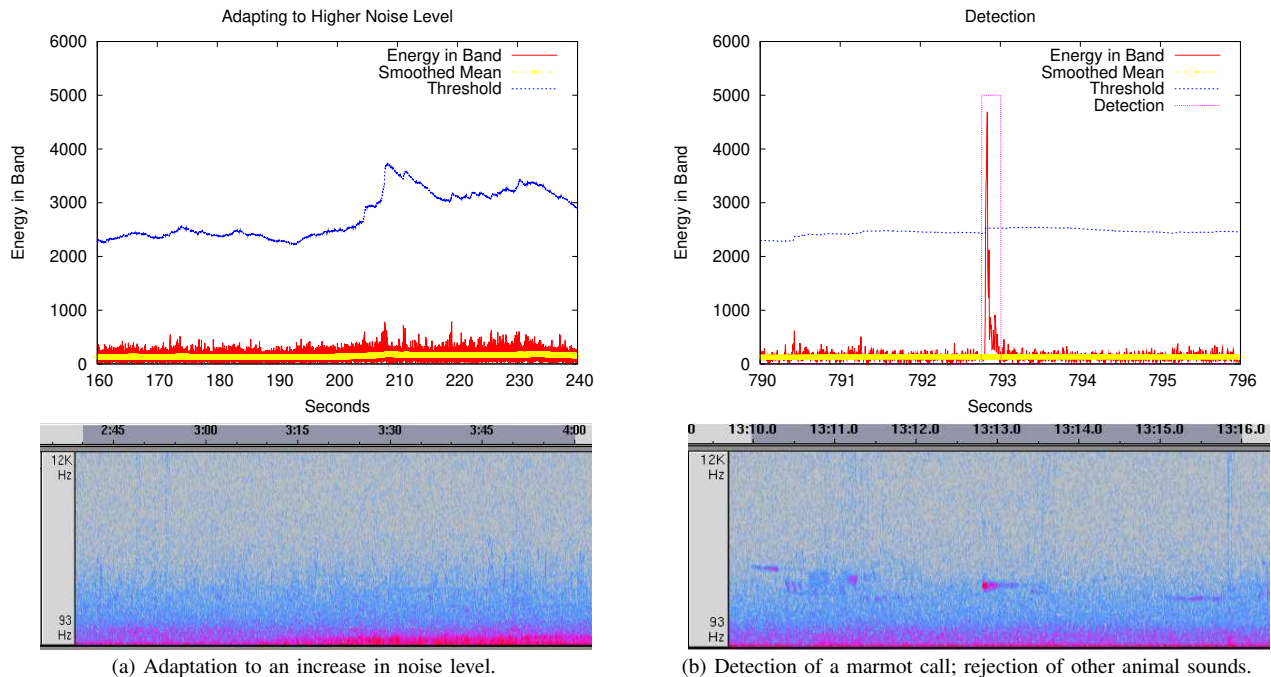 Adapting to Higher Noise Level
6000
5000
4000
3000
2000
1000
0
Energy in Band
Energy in Band
Smoothed Mean
Threshold
160 170 180 190 200 210 220 230 240
Seconds
2:45 3:00 3:15 3:30 3:45 4:00
12K
Hz
93
Hz
(a) Adaptation to an increase in noise level.
Detection
6000
5000
4000
3000
2000
1000
0
Energy in Band
Energy in Band
Smoothed Mean
Threshold
Detection
790 791 792 793 794 795 796
Seconds
0 13:10.0 13:11.0 13:12.0 13:13.0 13:14.0 13:15.0 13:16.0
12K
Hz
93
Hz
(b) Detection of a marmot call; rejection of other animal sounds.